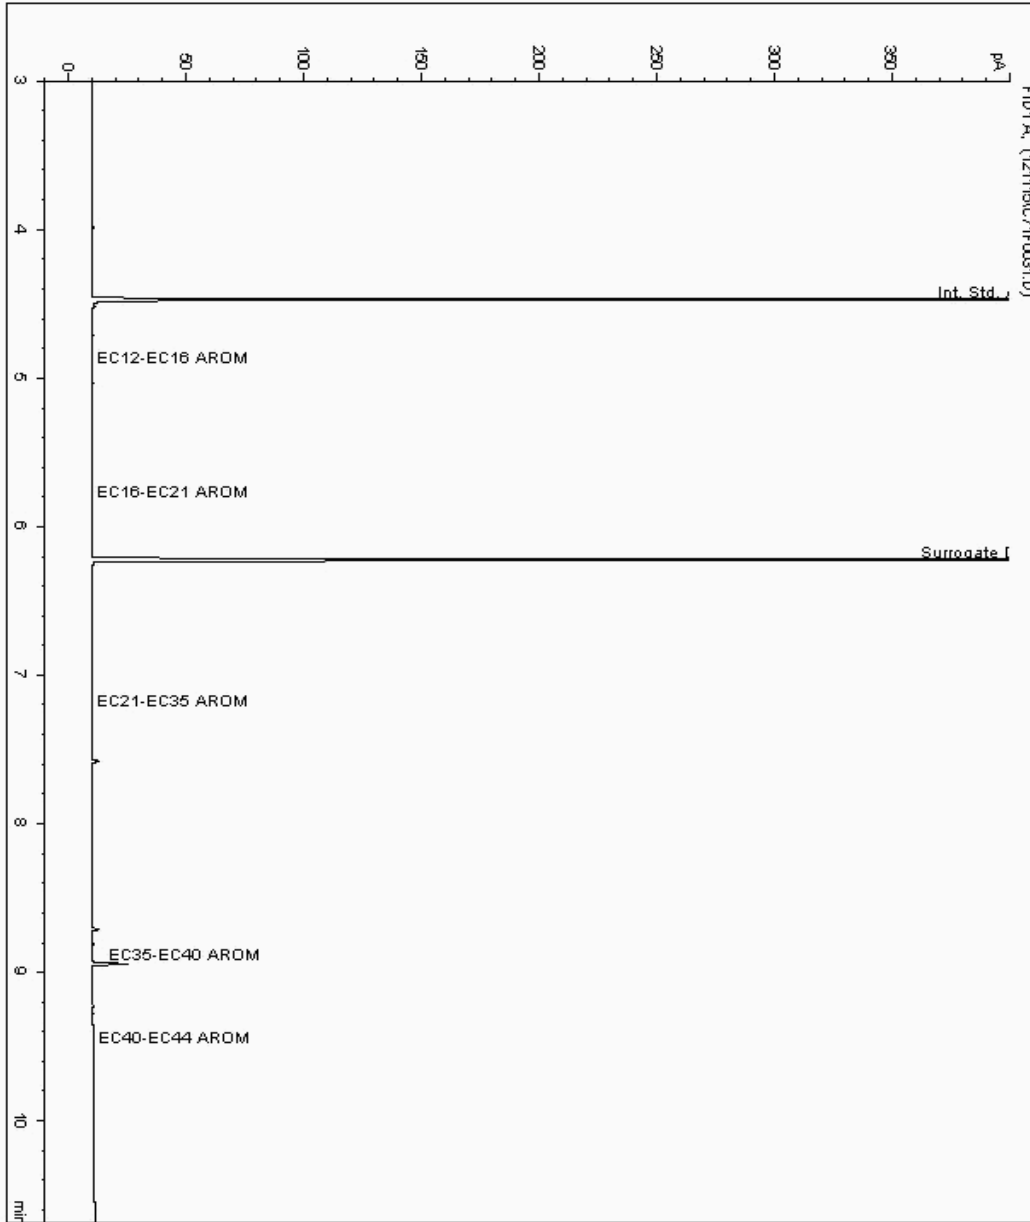 0
50
100
150
200
250
300
350
pA
3
4
5
6
7
8
9
10
min
Int. Std.
EC12-EC16 AROM
EC16-EC21 AROM
Surrogate
EC21-EC35 AROM
EC35-EC40 AROM
EC40-EC44 AROM